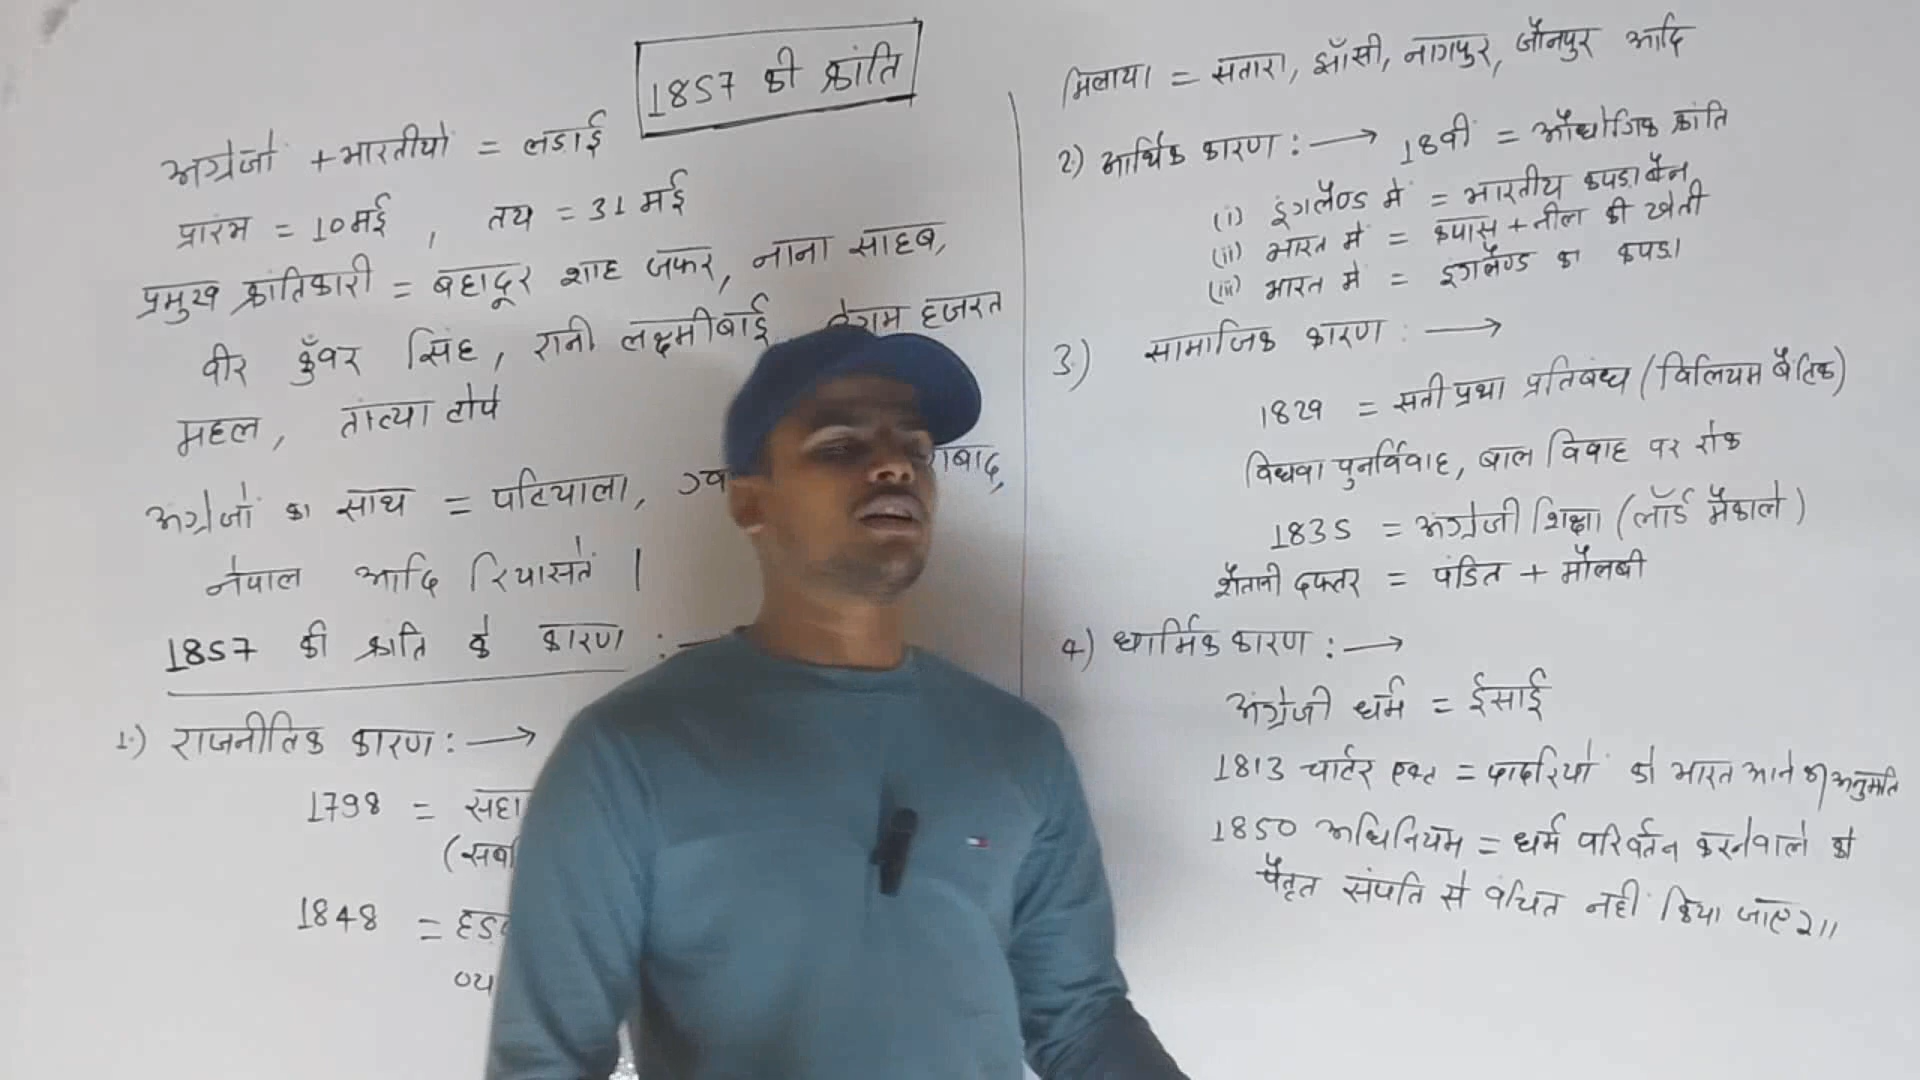 1857 की क्रांति
अंग्रेजों + भारतीयों = लडाई
प्रारंभ = 10 मई , तय = 31 मई
प्रमुख क्रांतिकारी = बहादूर शाह जफर, नाना साहब,
वीर कुँवर सिंह, रानी लक्ष्मीबाई बेगम हजरत
महल, तात्या टोपे
अंग्रेजों का साथ = पटियाला,
नेपाल आदि रियासतें |
1857 की क्रांति के कारण :-
1.) राजनीतिक कारण : →
1798 =
1848 =
मिलाया = सतारा, झाँसी, नागपुर, जौनपुर आदि
2.) आर्थिक कारण : → 18वी = औद्योगिक क्रांति
(i) इंगलैण्ड में = भारतीय कपडा बैन
(ii) भारत में = कपास + नील की खेती
(iii) भारत में = इंगलैण्ड का कपडा
3.) सामाजिक कारण : →
1829 = सती प्रथा प्रतिबंध (विलियम बैंटिक)
विधवा पुनर्विवाह, बाल विवाह पर रोक
1835 = अंग्रेजी शिक्षा (लॉर्ड मैकाले)
शैतानी दफ्तर = पंडित + मौलबी
4.) धार्मिक कारण : →
अंग्रेजी धर्म = ईसाई
1813 चार्टर एक्ट = पादरियों को भारत आने की अनुमति
1850 अधिनियम = धर्म परिवर्तन करनेवाले को
पैतृत संपति से वंचित नहीं किया जाएगा